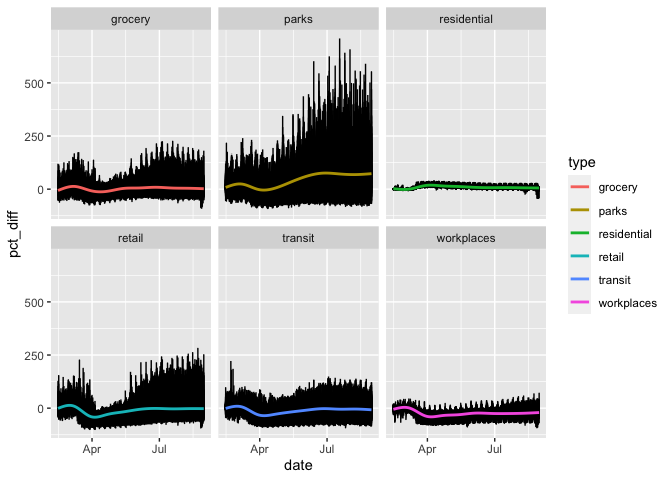 grocery
parks
residential
500
250
0
retail
transit
workplaces
500
250
0
Apr
Jul
Apr
Jul
Apr
Jul
date
pct_diff
type
grocery
parks
residential
retail
transit
workplaces